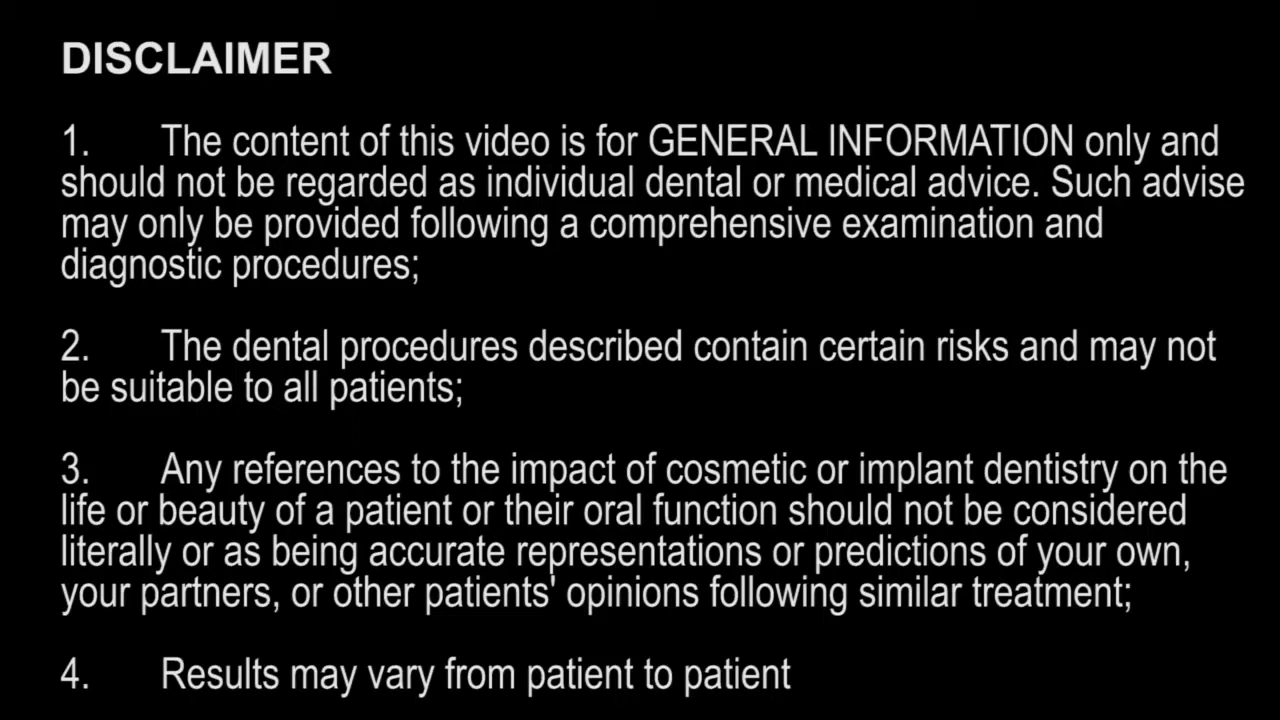 DISCLAIMER
1. The content of this video is for GENERAL INFORMATION only and
should not be regarded as individual dental or medical advice. Such advise
may only be provided following a comprehensive examination and
diagnostic procedures;
2. The dental procedures described contain certain risks and may not
be suitable to all patients;
3. Any references to the impact of cosmetic or implant dentistry on the
life or beauty of a patient or their oral function should not be considered
literally or as being accurate representations or predictions of your own,
your partners, or other patients' opinions following similar treatment;
4. Results may vary from patient to patient